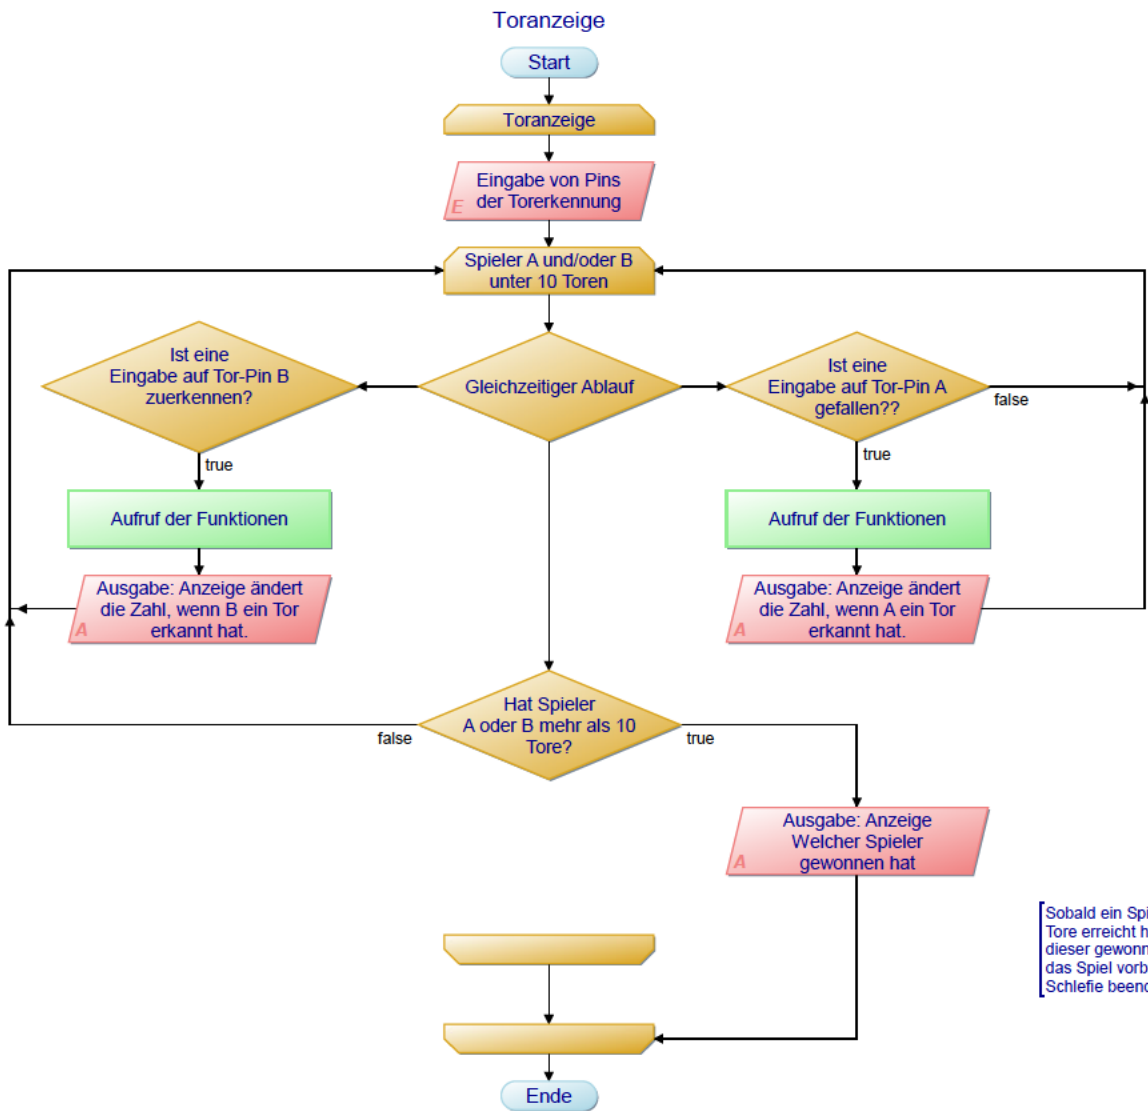 Toranzeige
Start
Toranzeige
Eingabe von Pins
der Torerkennung
E
Spieler A und/oder B
unter 10 Toren
Ist eine
Eingabe auf Tor-Pin B
zuerkennen?
Gleichzeitiger Ablauf
Ist eine
Eingabe auf Tor-Pin A
gefallen??
false
true
true
Aufruf der Funktionen
Aufruf der Funktionen
Ausgabe: Anzeige ändert
die Zahl, wenn B ein Tor
erkannt hat.
A
Ausgabe: Anzeige ändert
die Zahl, wenn A ein Tor
erkannt hat.
A
Hat Spieler
A oder B mehr als 10
Tore?
false
true
Ausgabe: Anzeige
Welcher Spieler
gewonnen hat
A
Sobald ein
Tore erreicht
dieser
das Spiel
Schlefie
Ende